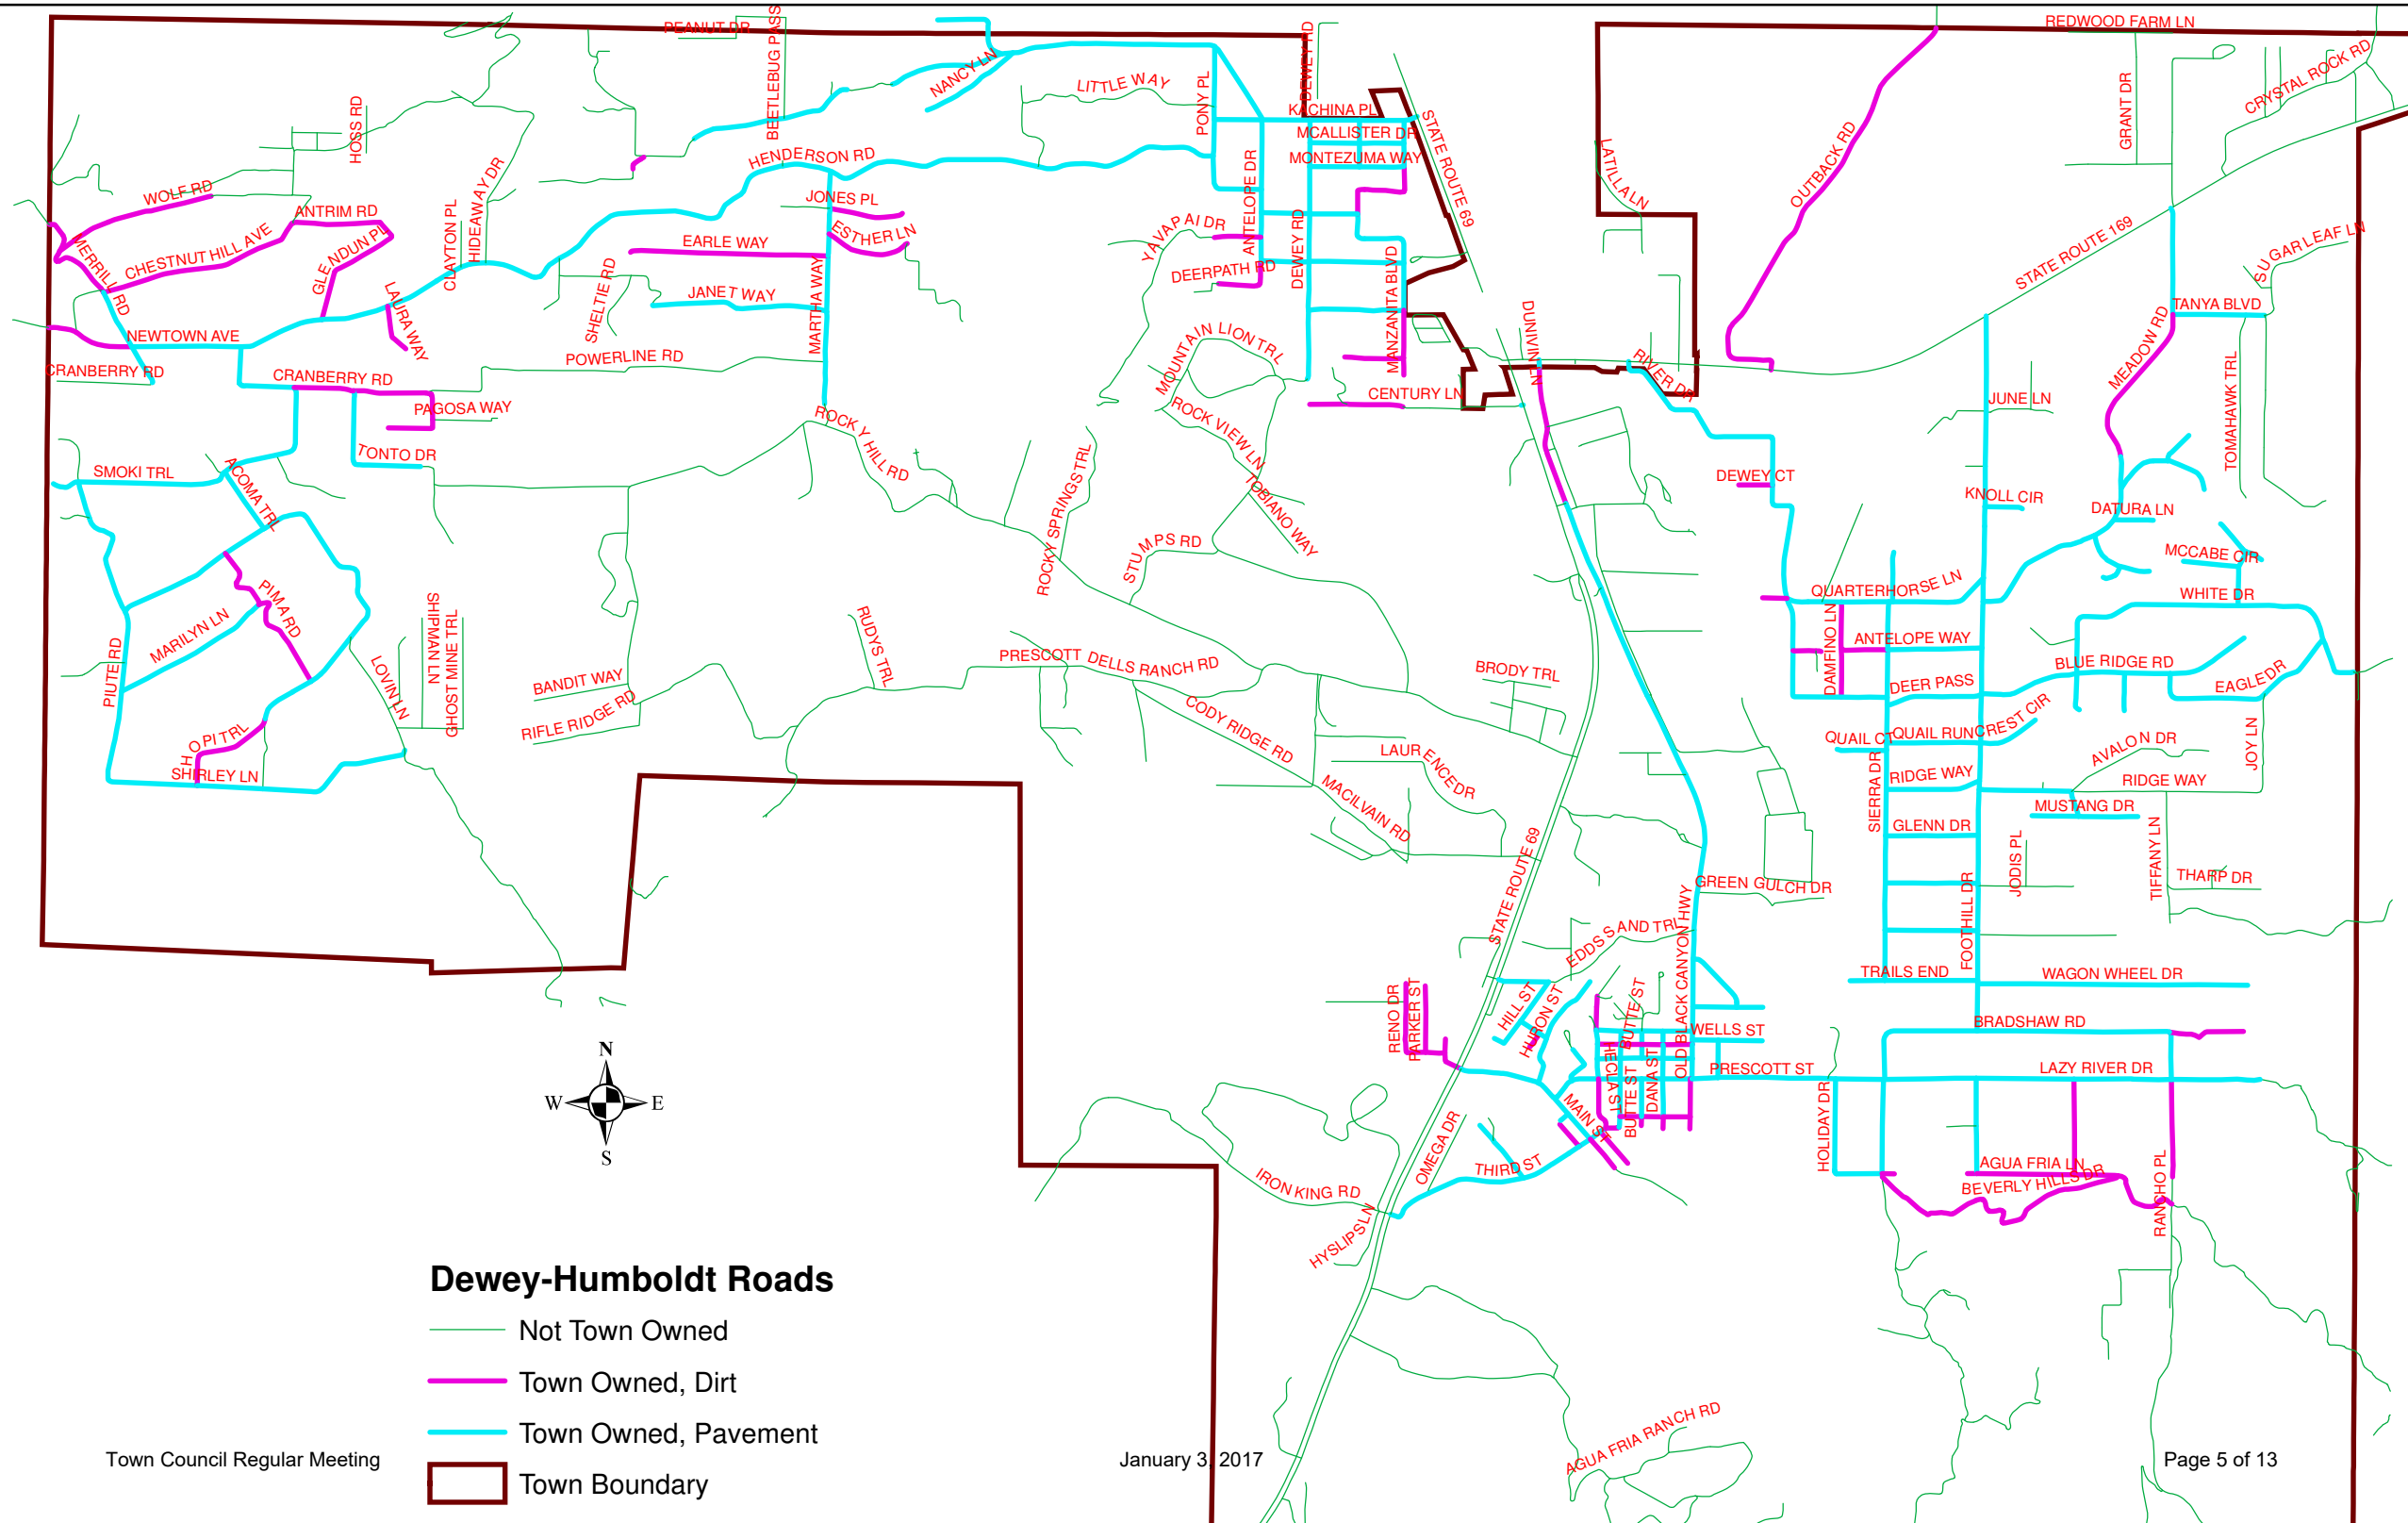 PEANUT DR
BEETLEBUG PASS
NANCY LN
LITTLE WAY
PONY PL
DEWEY RD
KACHINA PL
MCALLISTER DR
MONTEZUMA WAY
STATE ROUTE 69
REDWOOD FARM LN
CRYSTAL ROCK RD
GRANT DR
OUTBACK RD
LATILLA LN
HOSS RD
WOLF RD
ANTRIM RD
CHESTNUT HILL AVE
GLENDUN PL
MERRILL RD
CLAYTON PL
HIDEAWAY DR
HENDERSON RD
JONES PL
ESTHER LN
EARLE WAY
JANET WAY
SHELTIE RD
MARTHA WAY
LAURA WAY
YAVAPAI DR
ANTELOPE DR
DEERPATH RD
DEWEY RD
MANZANITA BLVD
STATE ROUTE 169
SUGAR LEAF LN
TANYA BLVD
MEADOW RD
TOMAHAWK TRL
NEWTOWN AVE
CRANBERRY RD
CRANBERRY RD
POWERLINE RD
PAGOSA WAY
TONTO DR
MOUNTAIN LION TRL
ROCK VIEW LN
CENTURY LN
DUNIVIN LN
RIVER DR
JUNE LN
DEWEY CT
KNOLL CIR
DATURA LN
MCCABE CIR
WHITE DR
SMOKI TRL
ACOMA TRL
ROCKY HILL RD
ROCKY SPRINGS TRL
TOBIANO WAY
STUMPS RD
PIMA RD
MARILYN LN
PIUTE RD
SHIPMAN LN
GHOST MINE TRL
LOVIN LN
HOPI TRL
SHIRLEY LN
BANDIT WAY
RIFLE RIDGE RD
RUDYS TRL
PRESCOTT DELLS RANCH RD
CODY RIDGE RD
LAURENCE DR
MACILVAIN RD
BRODY TRL
QUARTERHORSE LN
DAMFINO LN
ANTELOPE WAY
DEER PASS
BLUE RIDGE RD
EAGLE DR
QUAIL CT
QUAIL RUN
CREST CIR
AVALON DR
JOY LN
SIERRA DR
RIDGE WAY
RIDGE WAY
MUSTANG DR
GLENN DR
JODIS PL
TIFFANY LN
THARP DR
FOOTHILL DR
STATE ROUTE 69
GREEN GULCH DR
EDDS SAND TRL
OLD BLACK CANYON HWY
TRAILS END
WAGON WHEEL DR
RENO DR
PARKER ST
HILL ST
HURON ST
BUTTE ST
WELLS ST
BRADSHAW RD
HECLA ST
BUTTE ST
DANA ST
PRESCOTT ST
LAZY RIVER DR
MAIN ST
HOLIDAY DR
OMEGA DR
THIRD ST
AGUA FRIA LN
BEVERLY HILLS DR
RANCHO PL
IRON KING RD
HYSLIPS LN
AGUA FRIA RANCH RD
N
W
E
S
Dewey-Humboldt Roads
Not Town Owned
Town Owned, Dirt
Town Owned, Pavement
Town Boundary
Town Council Regular Meeting
January 3, 2017
Page 5 of 13